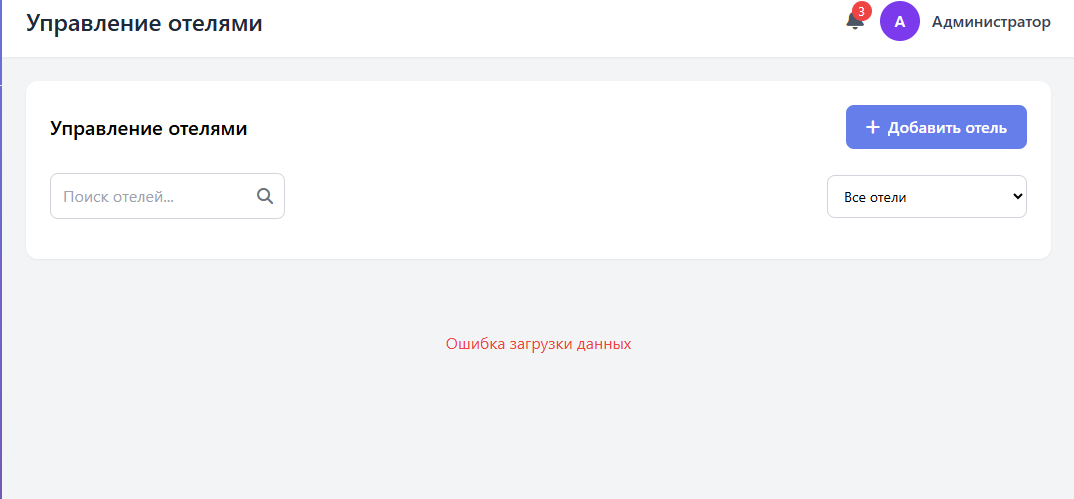 Управление отелями
3
A
Администратор
Управление отелями
+ Добавить отель
Поиск отелей...
Все отели
Ошибка загрузки данных